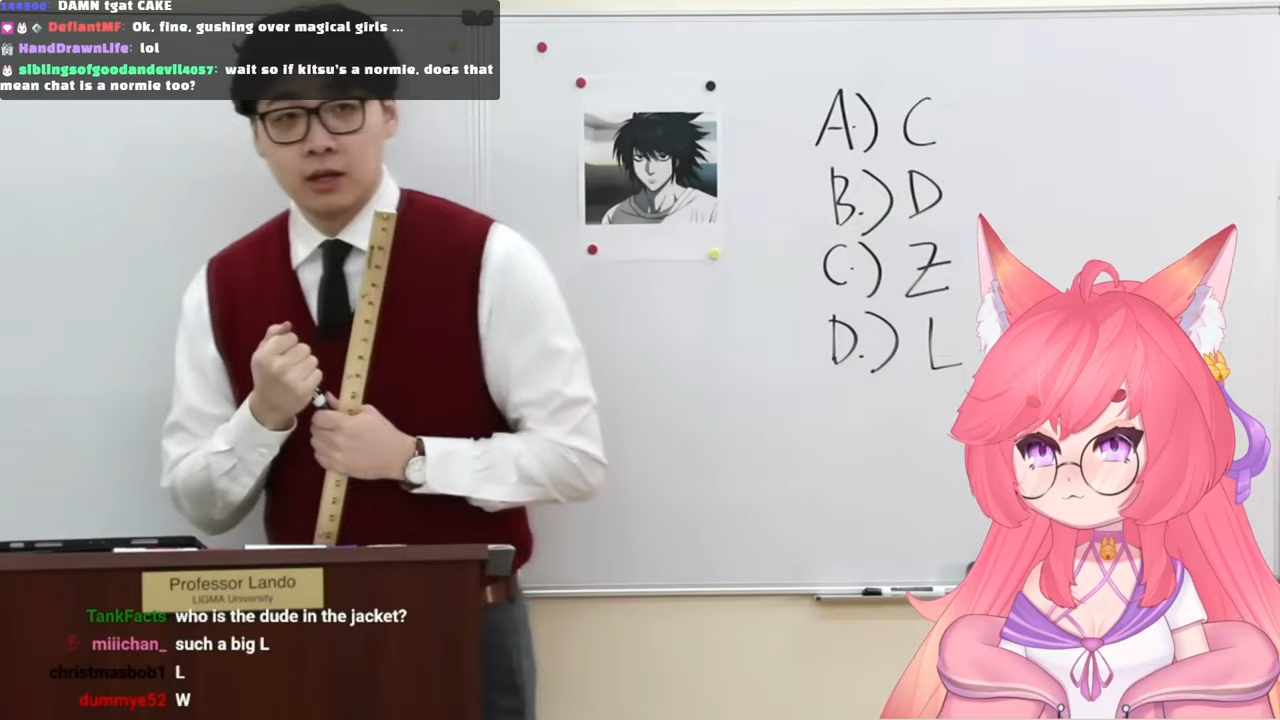 144500: DAMN tgat CAKE
DefiantMF: Ok, fine, gushing over magical girls ...
HandDrawnLife: lol
siblingsofgoodandevil4057: wait so if kitsu's a normie, does that
mean chat is a normie too?
A.) C
B.) D
C.) Z
D.) L
Professor Lando
LIGMA University
TankFacts who is the dude in the jacket?
miiichan_ such a big L
christmasbob1 L
dummye52 W